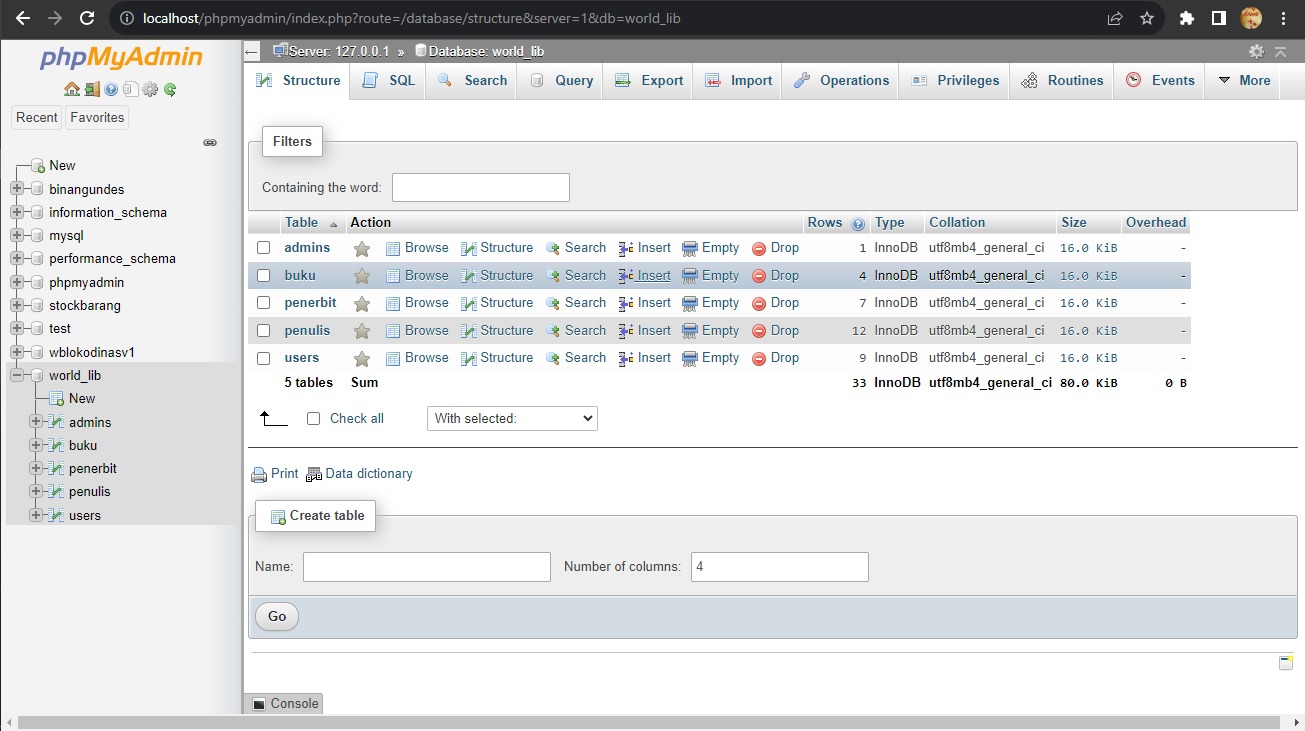 localhost/phpmyadmin/index.php?route=/database/structure&server=1&db=world_lib
phpMyAdmin
Recent Favorites
New
binangundes
information_schema
mysql
performance_schema
phpmyadmin
stockbarang
test
wblokodinasv1
world_lib
New
admins
buku
penerbit
penulis
users
Server: 127.0.0.1 » Database: world_lib
Structure SQL Search Query Export Import Operations Privileges Routines Events More
Filters
Containing the word:
Table Action Rows Type Collation Size Overhead
admins Browse Structure Search Insert Empty Drop 1 InnoDB utf8mb4_general_ci 16.0 KiB -
buku Browse Structure Search Insert Empty Drop 4 InnoDB utf8mb4_general_ci 16.0 KiB -
penerbit Browse Structure Search Insert Empty Drop 7 InnoDB utf8mb4_general_ci 16.0 KiB -
penulis Browse Structure Search Insert Empty Drop 12 InnoDB utf8mb4_general_ci 16.0 KiB -
users Browse Structure Search Insert Empty Drop 9 InnoDB utf8mb4_general_ci 16.0 KiB -
5 tables Sum 33 InnoDB utf8mb4_general_ci 80.0 KiB 0 B
Check all With selected:
Print Data dictionary
Create table
Name: Number of columns: 4
Go
Console